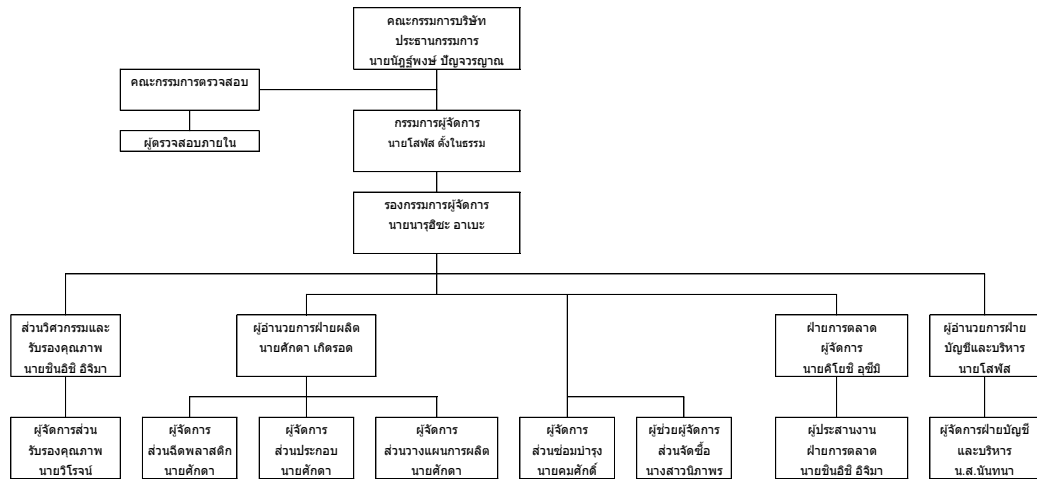 คณะกรรมการบริษัท
ประธานกรรมการ
นายนัฎฐ์พงษ์ ปัญจวรญาณ
คณะกรรมการตรวจสอบ
ผู้ตรวจสอบภายใน
กรรมการผู้จัดการ
นายโสฬส ตั้งในธรรม
รองกรรมการผู้จัดการ
นายนารุฮิซะ อาเบะ
ส่วนวิศวกรรมและ
รับรองคุณภาพ
นายชินอิชิ อิจิมา
ผู้อำนวยการฝ่ายผลิต
นายศักดา เกิดรอด
ฝ่ายการตลาด
ผู้จัดการ
นายคิโยชิ อุซึมิ
ผู้อำนวยการฝ่าย
บัญชีและบริหาร
นายโสฬส
ผู้จัดการส่วน
รับรองคุณภาพ
นายวิโรจน์
ผู้จัดการ
ส่วนฉีดพลาสติก
นายศักดา
ผู้จัดการ
ส่วนประกอบ
นายศักดา
ผู้จัดการ
ส่วนวางแผนการผลิต
นายศักดา
ผู้จัดการ
ส่วนซ่อมบำรุง
นายคมศักดิ์
ผู้ช่วยผู้จัดการ
ส่วนจัดซื้อ
นางสาวนิภาพร
ผู้ประสานงาน
ฝ่ายการตลาด
นายชินอิชิ อิจิมา
ผู้จัดการฝ่ายบัญชี
และบริหาร
น.ส.นันทนา